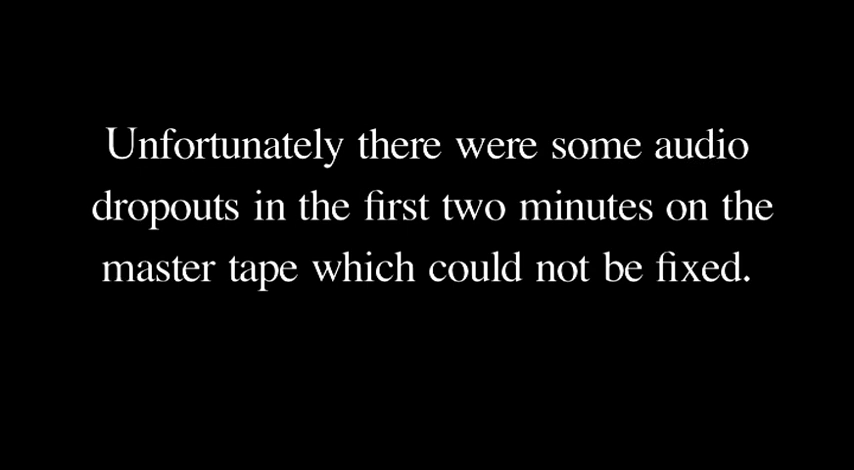 Unfortunately there were some audio
dropouts in the first two minutes on the
master tape which could not be fixed.